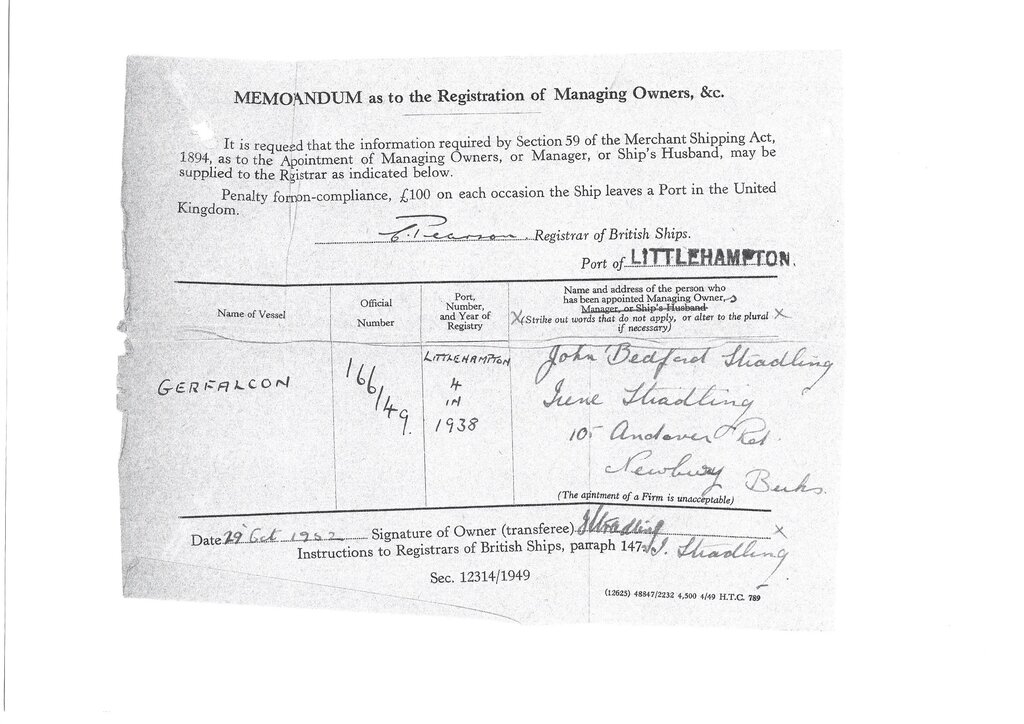 MEMOANDUM as to the Registration of Managing Owners, &c.
It is requeed that the information required by Section 59 of the Merchant Shipping Act,
1894, as to the Apointment of Managing Owners, or Manager, or Ship's Husband, may be
supplied to the Rgistrar as indicated below.
Penalty fornon-compliance, £100 on each occasion the Ship leaves a Port in the United
Kingdom.
C. Pearson. Registrar of British Ships.
Port of LITTLEHAMPTON.
Name of Vessel
Official
Number
Port,
Number,
and Year of
Registry
Name and address of the person who
has been appointed Managing Owner, s
Manager, or Ship's Husband
X (Strike out words that do not apply, or alter to the plural X
if necessary)
GERFALCON
166149.
LITTLEHAMPTON
4
IN
1938
John Bedford Stradling
Irene Stradling
105 Andover Rd.
Newbury Berks.
(The apintment of a Firm is unacceptable)
Date 29 Oct 1952 Signature of Owner (transferee) J Stradling X
Instructions to Registrars of British Ships, parraph 147. I. Stradling
Sec. 12314/1949
(12625) 48847/2232 4,500 4/49 H.T.C. 789